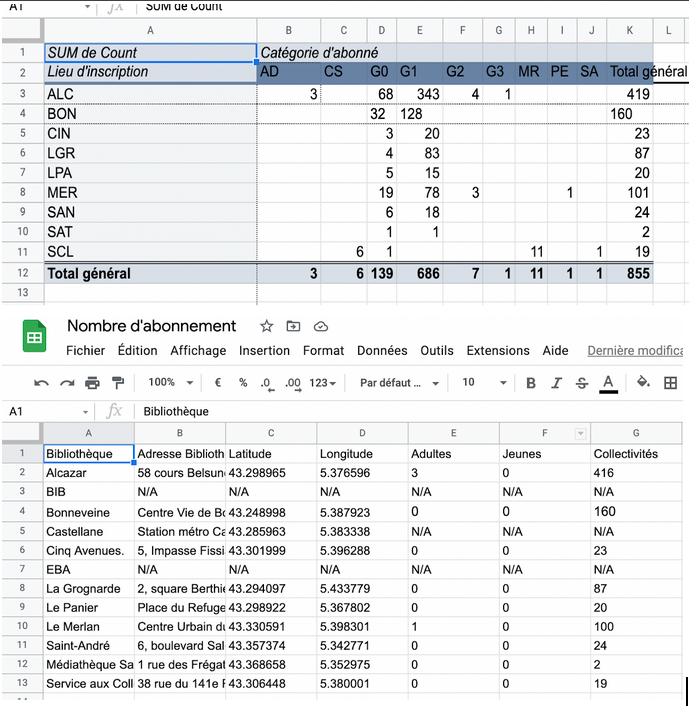 A1 fx SUM de Count
A B C D E F G H I J K L
1 SUM de Count Catégorie d'abonné
2 Lieu d'inscription AD CS G0 G1 G2 G3 MR PE SA Total général
3 ALC 3 68 343 4 1 419
4 BON 32 128 160
5 CIN 3 20 23
6 LGR 4 83 87
7 LPA 5 15 20
8 MER 19 78 3 1 101
9 SAN 6 18 24
10 SAT 1 1 2
11 SCL 6 1 11 1 19
12 Total général 3 6 139 686 7 1 11 1 1 855
13
Nombre d'abonnement
Fichier Édition Affichage Insertion Format Données Outils Extensions Aide Dernière modifica
100% € % .0 .00 123 Par défaut ... 10 B I S A
A1 fx Bibliothèque
A B C D E F G
1 Bibliothèque Adresse Biblioth Latitude Longitude Adultes Jeunes Collectivités
2 Alcazar 58 cours Belsun 43.298965 5.376596 3 0 416
3 BIB N/A N/A N/A N/A N/A N/A
4 Bonneveine Centre Vie de Bo 43.248998 5.387923 0 0 160
5 Castellane Station métro Ca 43.285963 5.383338 N/A N/A N/A
6 Cinq Avenues. 5, Impasse Fissi 43.301999 5.396288 0 0 23
7 EBA N/A N/A N/A N/A N/A N/A
8 La Grognarde 2, square Berthie 43.294097 5.433779 0 0 87
9 Le Panier Place du Refuge 43.298922 5.367802 0 0 20
10 Le Merlan Centre Urbain du 43.330591 5.398301 1 0 100
11 Saint-André 6, boulevard Sal 43.357374 5.342771 0 0 24
12 Médiathèque Sa 1 rue des Frégat 43.368658 5.352975 0 0 2
13 Service aux Coll 38 rue du 141e 43.306448 5.380001 0 0 19